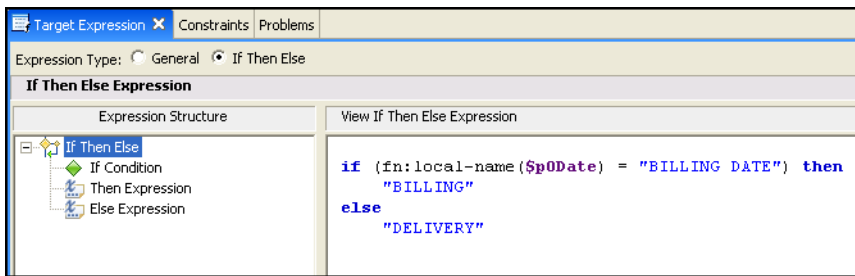 Target Expression Constraints Problems
Expression Type: General If Then Else
If Then Else Expression
Expression Structure View If Then Else Expression
If Then Else
If Condition
Then Expression
Else Expression
if (fn:local-name($pODate) = "BILLING DATE") then
"BILLING"
else
"DELIVERY"